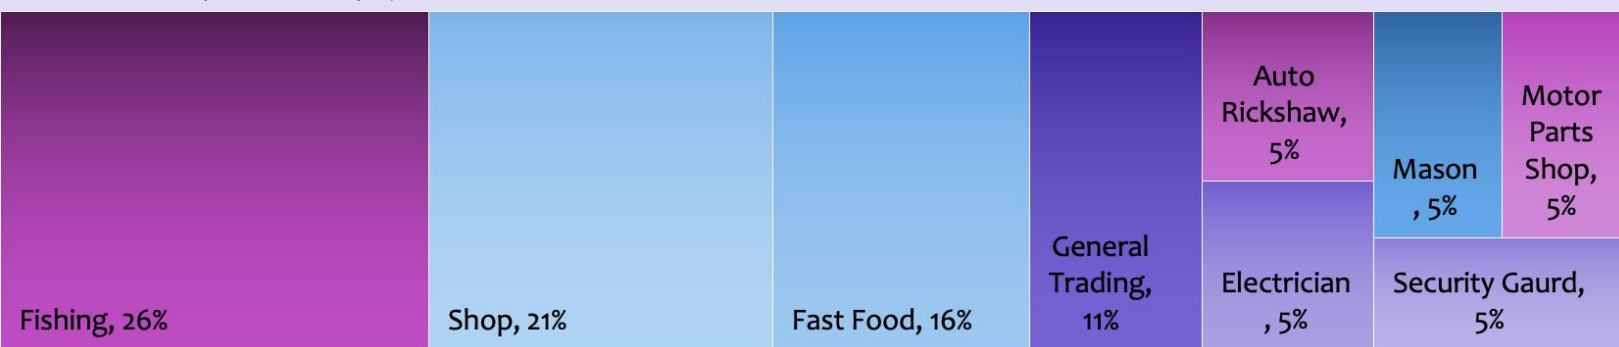 Fishing, 26%
Shop, 21%
Fast Food, 16%
General
Trading,
11%
Auto
Rickshaw,
5%
Electrician
, 5%
Mason
, 5%
Motor
Parts
Shop,
5%
Security Gaurd,
5%